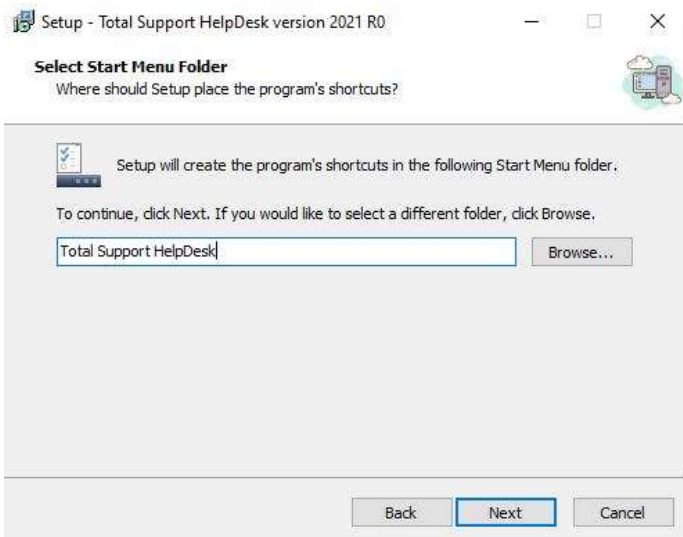 Setup - Total Support HelpDesk version 2021 R0
Select Start Menu Folder
Where should Setup place the program's shortcuts?
Setup will create the program's shortcuts in the following Start Menu folder.
To continue, click Next. If you would like to select a different folder, click Browse.
Total Support HelpDesk
Browse...
Back
Next
Cancel